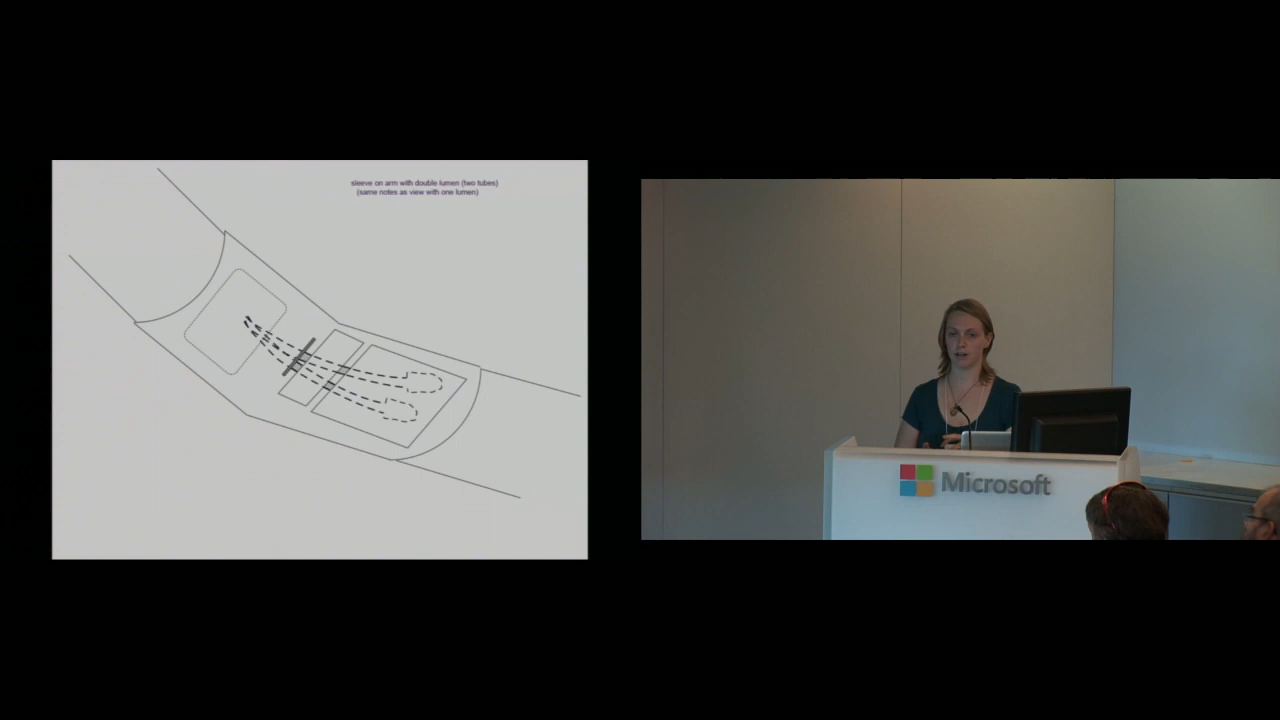 sleeve on arm with double lumen (two tubes)
(same notes as view with one lumen)
Microsoft